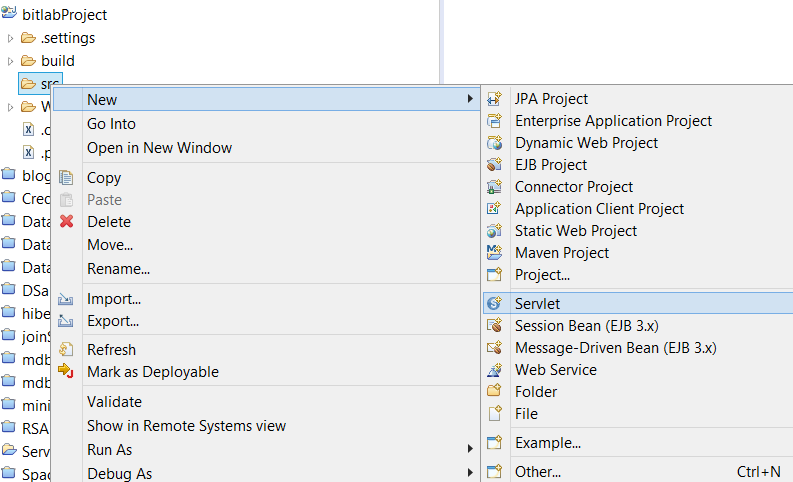 bitlabProject
.settings
build
src
W
.c
.p
blog
Cred
Data
Data
Data
DSa
hibe
joinS
mdb
mdb
mini
RSA
Serv
Spac
New
Go Into
Open in New Window
Copy
Paste
Delete
Move...
Rename...
Import...
Export...
Refresh
Mark as Deployable
Validate
Show in Remote Systems view
Run As
Debug As
JPA Project
Enterprise Application Project
Dynamic Web Project
EJB Project
Connector Project
Application Client Project
Static Web Project
Maven Project
Project...
Servlet
Session Bean (EJB 3.x)
Message-Driven Bean (EJB 3.x)
Web Service
Folder
File
Example...
Other... Ctrl+N